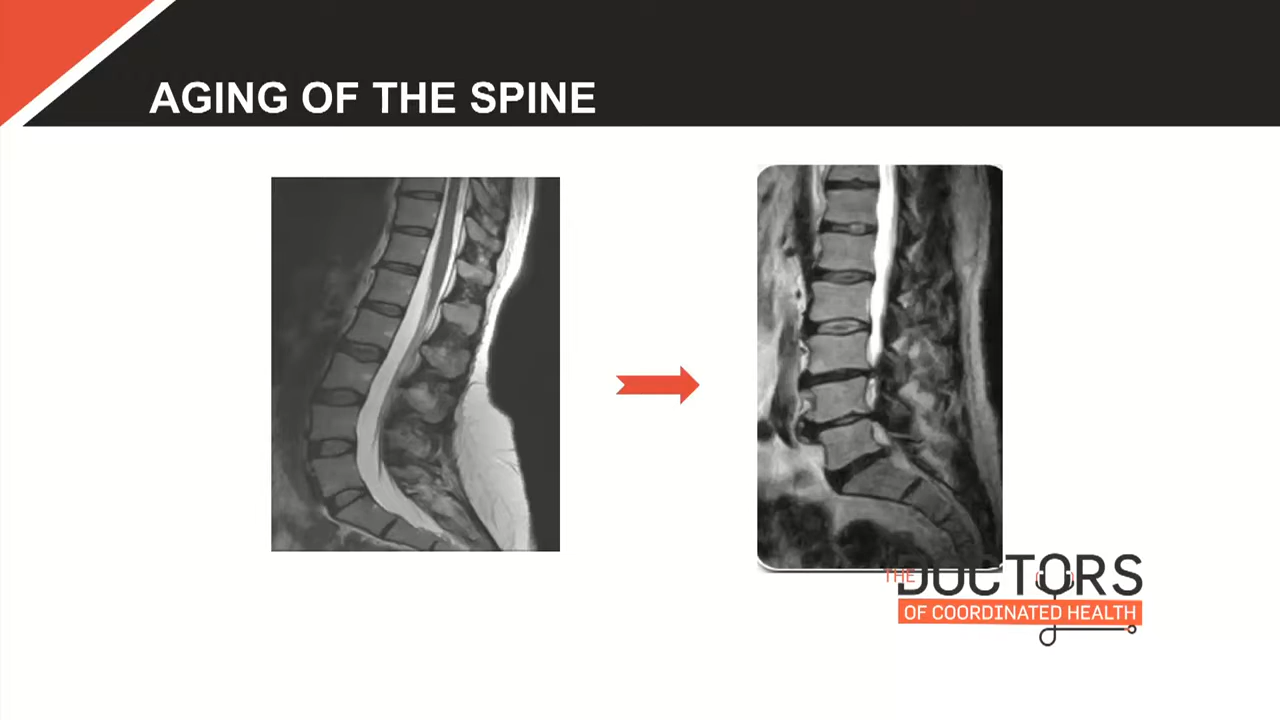 AGING OF THE SPINE
THE DOCTORS
OF COORDINATED HEALTH